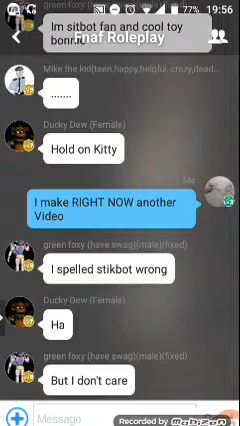 77% 19:56
Im sitbot fan and cool toy
bonnie
Fnaf Roleplay
Mike the kid(teen,happy,helpful, crazy,dead...
.......
Ducky Dew (Female)
Hold on Kitty
Me
I make RIGHT NOW another
Video
green foxy (have swag)(male)(fixed)
I spelled stikbot wrong
Ducky Dew (Female)
Ha
green foxy (have swag)(male)(fixed)
But I don't care
Message
Recorded by Mobizen